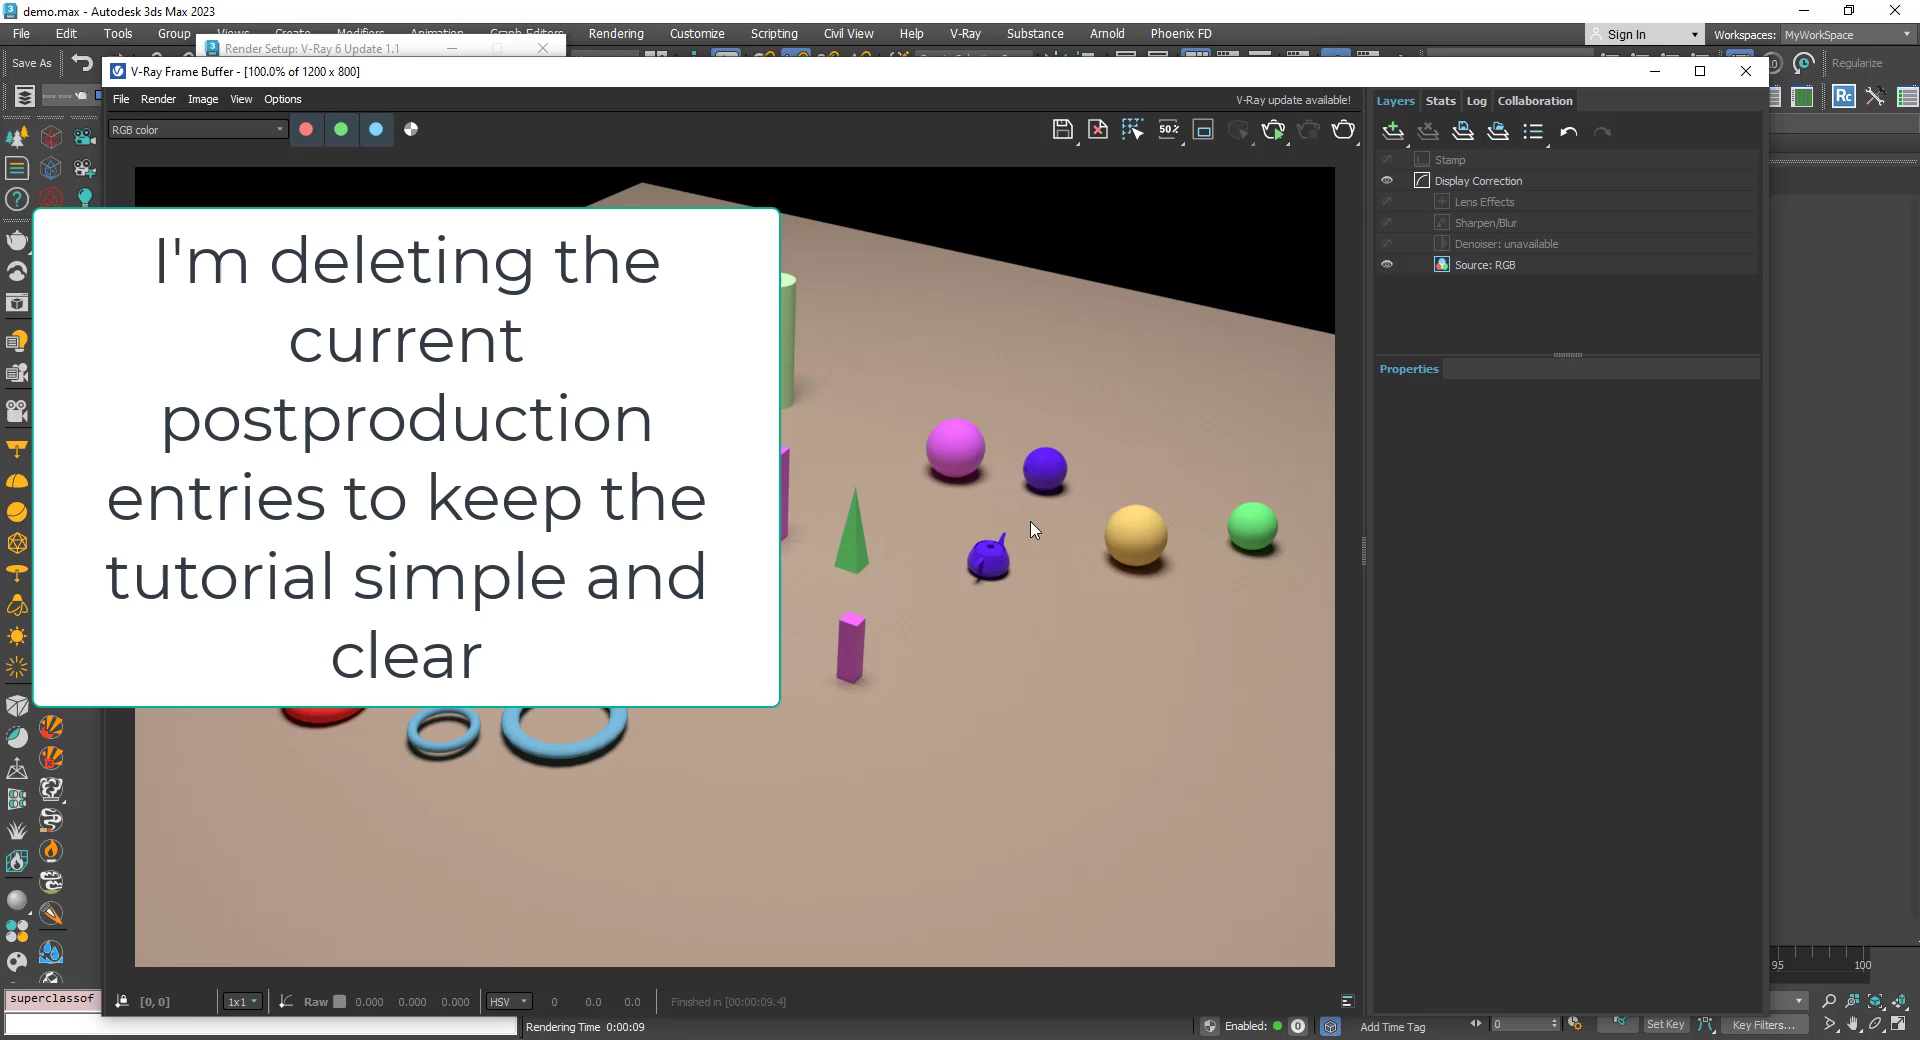 demo.max - Autodesk 3ds Max 2023
File Edit Tools Group Views Create Modifiers Animation Graph Editors Rendering Customize Scripting Civil View Help V-Ray Substance Arnold Phoenix FD
Sign In
Workspaces: MyWorkSpace
Render Setup: V-Ray 6 Update 1.1
Save As
Regularize
V-Ray Frame Buffer - [100.0% of 1200 x 800]
File Render Image View Options
V-Ray update available!
Layers Stats Log Collaboration
RGB color
50%
Rc
Stamp
Display Correction
Lens Effects
Sharpen/Blur
Denoiser: unavailable
Source: RGB
Properties
I'm deleting the
current
postproduction
entries to keep the
tutorial simple and
clear
95 100
superclassof
[0, 0]
1x1
Raw
0.000 0.000 0.000
HSV
0 0.0 0.0
Finished in [00:00:09.4]
Rendering Time 0:00:09
Enabled:
0
Add Time Tag
0
Set Key
Key Filters...